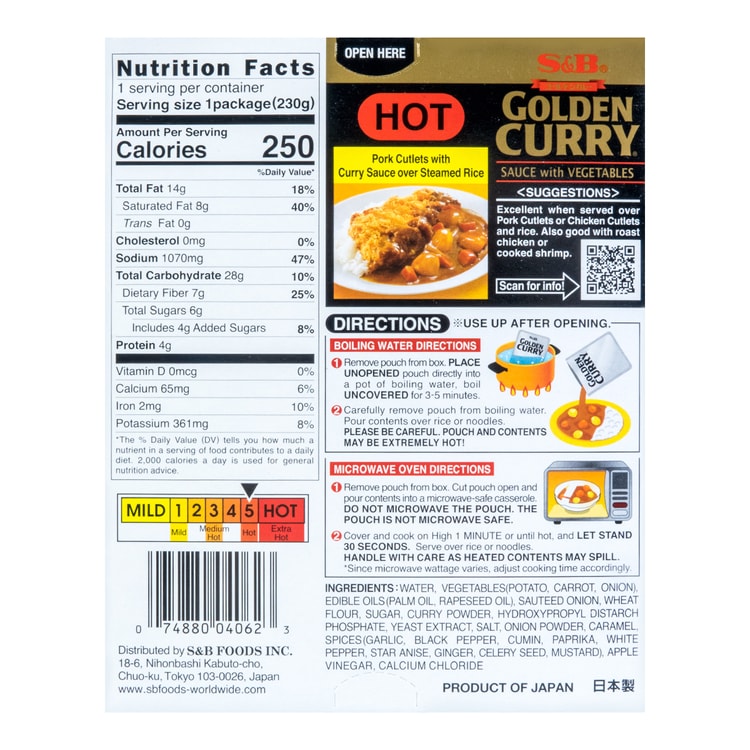 Nutrition Facts
1 serving per container
Serving size 1package(230g)
Amount Per Serving
Calories 250
%Daily Value*
Total Fat 14g 18%
Saturated Fat 8g 40%
Trans Fat 0g
Cholesterol 0mg 0%
Sodium 1070mg 47%
Total Carbohydrate 28g 10%
Dietary Fiber 7g 25%
Total Sugars 6g
Includes 4g Added Sugars 8%
Protein 4g
Vitamin D 0mcg 0%
Calcium 65mg 6%
Iron 2mg 10%
Potassium 361mg 8%
*The % Daily Value (DV) tells you how much a
nutrient in a serving of food contributes to a daily
diet. 2,000 calories a day is used for general
nutrition advice.
MILD 1 2 3 4 5 HOT
Mild Medium Hot Hot Extra Hot
0 74880 04062 3
Distributed by S&B FOODS INC.
18-6, Nihonbashi Kabuto-cho,
Chuo-ku, Tokyo 103-0026, Japan
www.sbfoods-worldwide.com
OPEN HERE
S&B®
GOLDEN
CURRY®
SAUCE with VEGETABLES
HOT
Pork Cutlets with
Curry Sauce over Steamed Rice
<SUGGESTIONS>
Excellent when served over
Pork Cutlets or Chicken Cutlets
and rice. Also good with roast
chicken or
cooked shrimp.
Scan for info!
DIRECTIONS ※USE UP AFTER OPENING.
BOILING WATER DIRECTIONS
❶ Remove pouch from box. PLACE
UNOPENED pouch directly into
a pot of boiling water, boil
UNCOVERED for 3-5 minutes.
❷ Carefully remove pouch from boiling water.
Pour contents over rice or noodles.
PLEASE BE CAREFUL. POUCH AND CONTENTS
MAY BE EXTREMELY HOT!
GOLDEN
CURRY
GOLDEN
CURRY
MICROWAVE OVEN DIRECTIONS
❶ Remove pouch from box. Cut pouch open and
pour contents into a microwave-safe casserole.
DO NOT MICROWAVE THE POUCH. THE
POUCH IS NOT MICROWAVE SAFE.
❷ Cover and cook on High 1 MINUTE or until hot, and LET STAND
30 SECONDS. Serve over rice or noodles.
HANDLE WITH CARE AS HEATED CONTENTS MAY SPILL.
*Since microwave wattage varies, adjust cooking time accordingly.
INGREDIENTS: WATER, VEGETABLES(POTATO, CARROT, ONION),
EDIBLE OILS(PALM OIL, RAPESEED OIL), SAUTEED ONION, WHEAT
FLOUR, SUGAR, CURRY POWDER, HYDROXYPROPYL DISTARCH
PHOSPHATE, YEAST EXTRACT, SALT, ONION POWDER, CARAMEL,
SPICES(GARLIC, BLACK PEPPER, CUMIN, PAPRIKA, WHITE
PEPPER, STAR ANISE, GINGER, CELERY SEED, MUSTARD), APPLE
VINEGAR, CALCIUM CHLORIDE
PRODUCT OF JAPAN 日本製